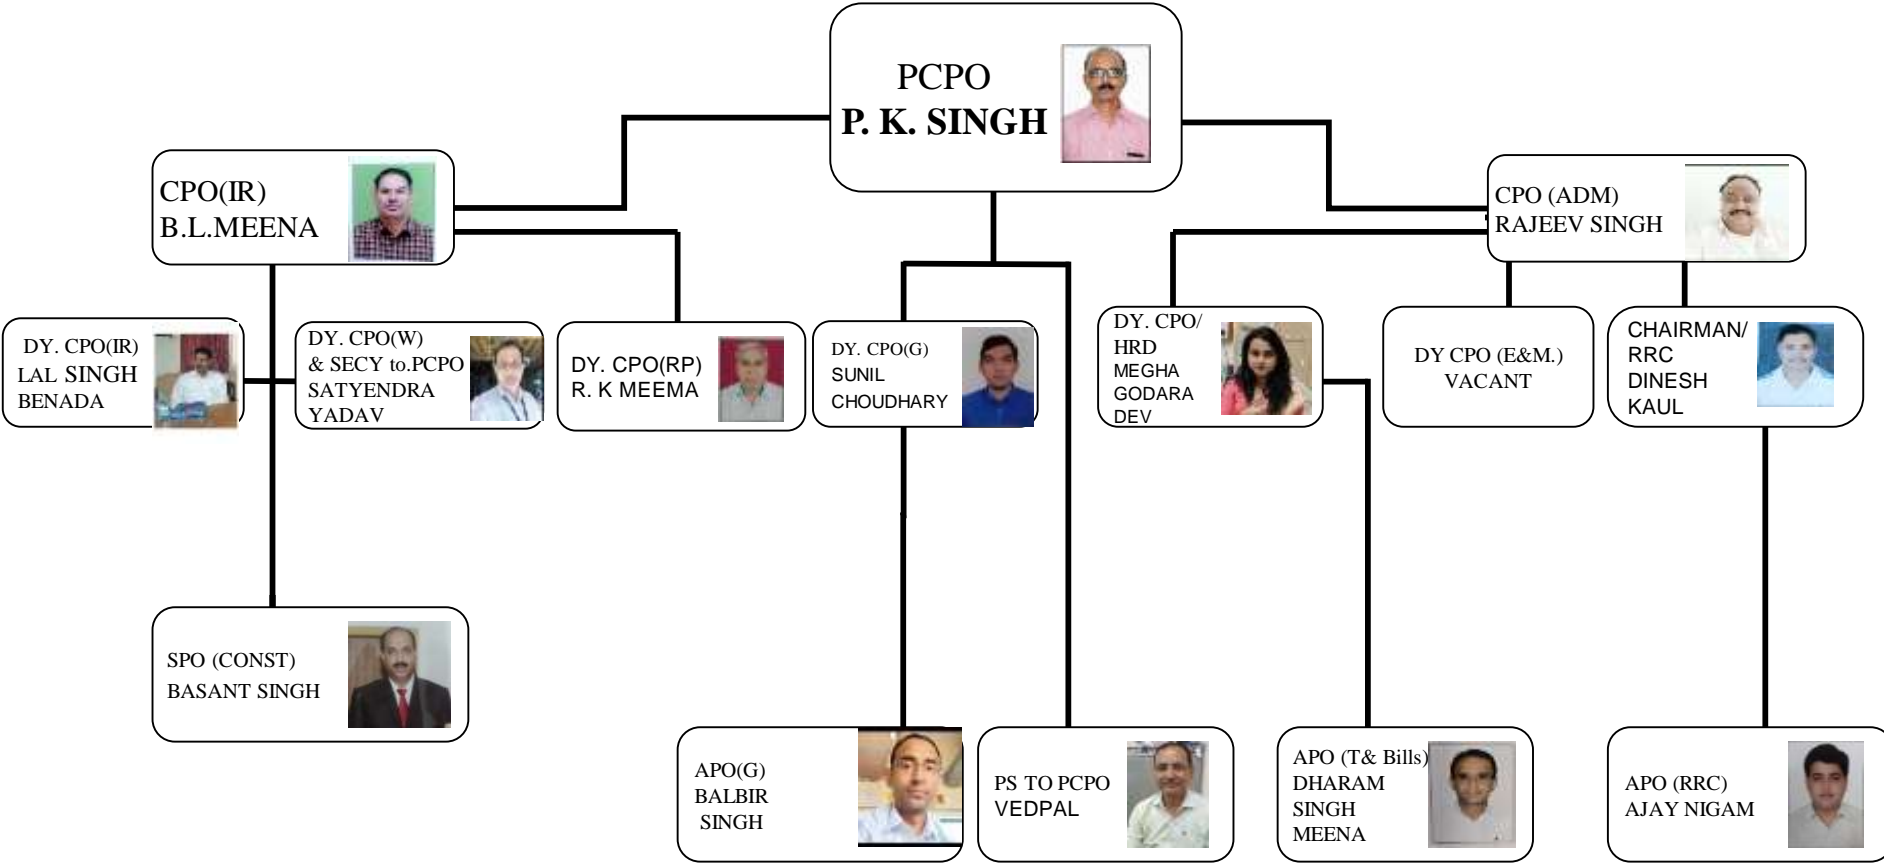 PCPO
P. K. SINGH
CPO(IR)
B.L.MEENA
CPO (ADM)
RAJEEV SINGH
DY. CPO(IR)
LAL SINGH
BENADA
DY. CPO(W)
& SECY to.PCPO
SATYENDRA
YADAV
DY. CPO(RP)
R. K MEEMA
DY. CPO(G)
SUNIL
CHOUDHARY
DY. CPO/
HRD
MEGHA
GODARA
DEV
DY CPO (E&M.)
VACANT
CHAIRMAN/
RRC
DINESH
KAUL
SPO (CONST)
BASANT SINGH
APO(G)
BALBIR
SINGH
PS TO PCPO
VEDPAL
APO (T& Bills)
DHARAM
SINGH
MEENA
APO (RRC)
AJAY NIGAM